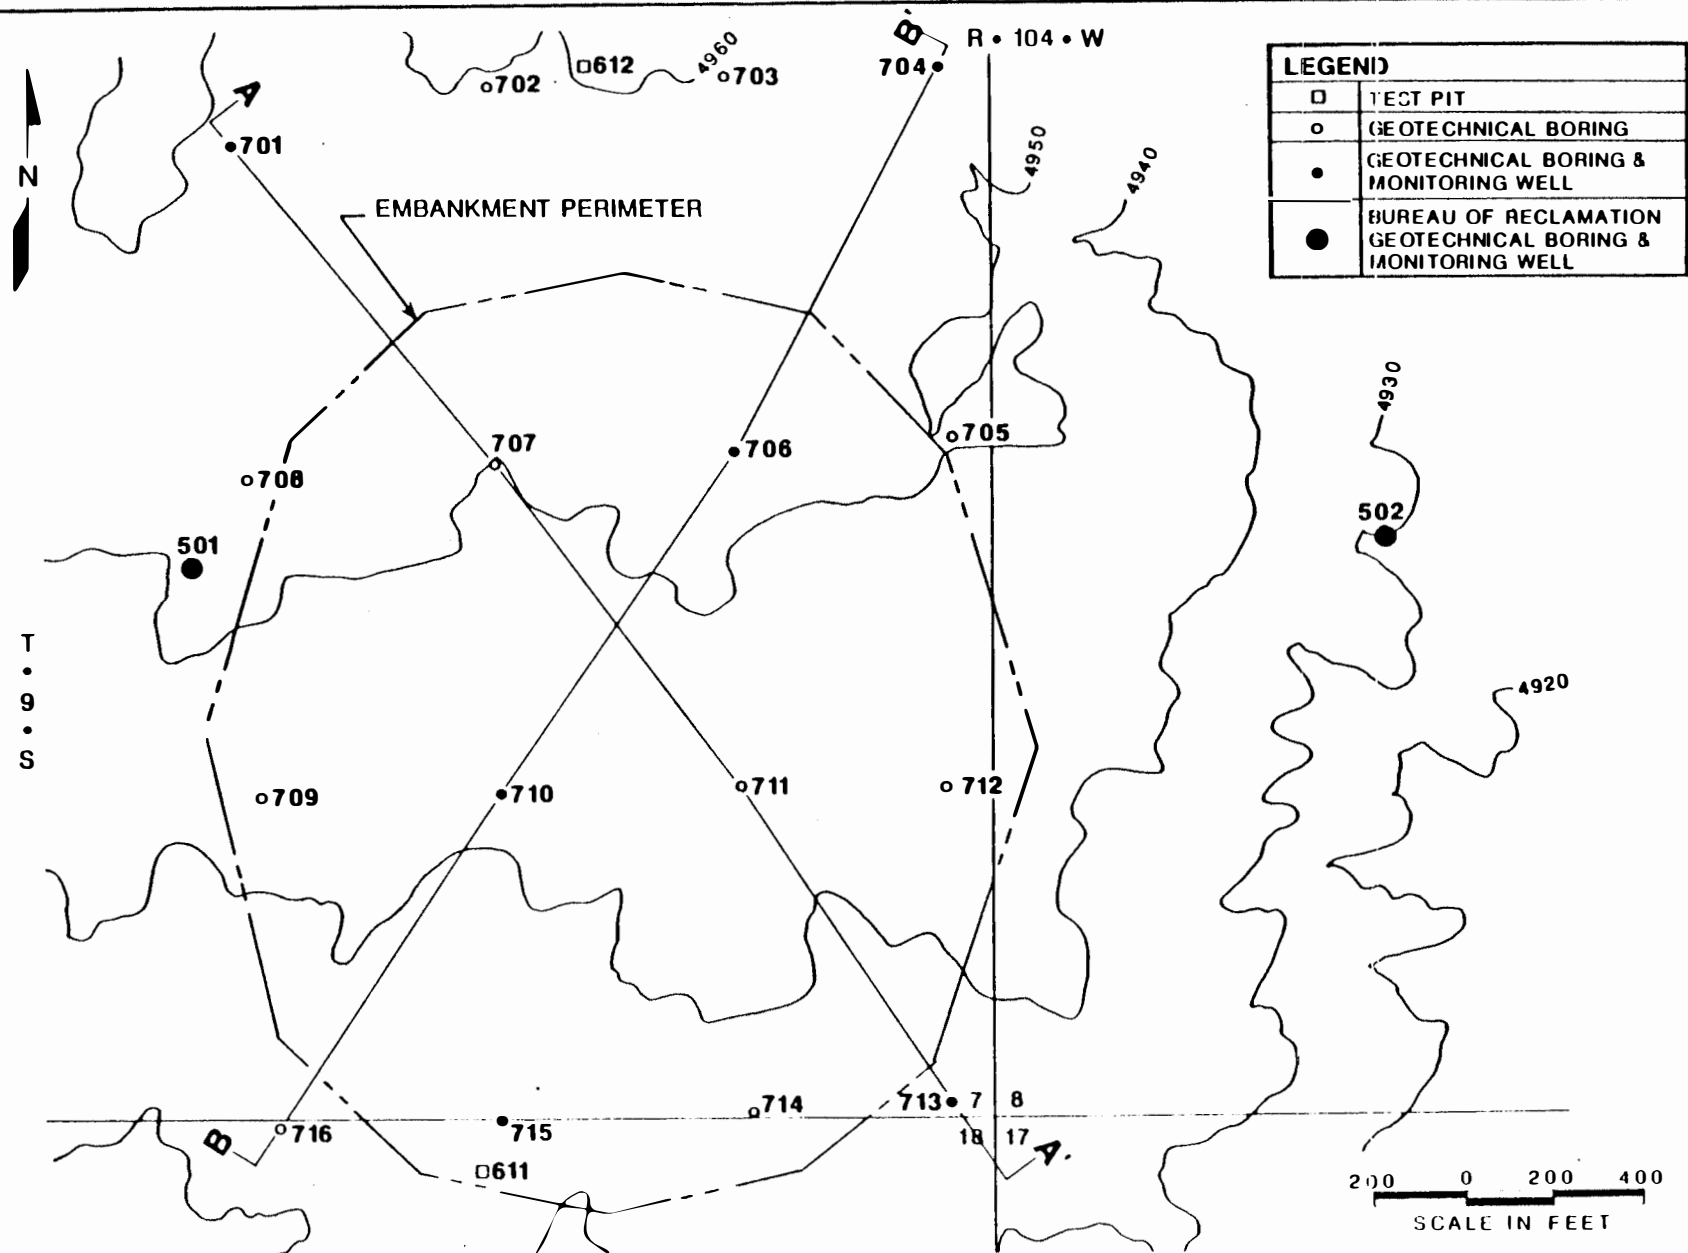 B'
R • 104 • W
4960
612
702
703
704
A
701
N
EMBANKMENT PERIMETER
4950
4940
LEGEND
TEST PIT
GEOTECHNICAL BORING
GEOTECHNICAL BORING &
MONITORING WELL
BUREAU OF RECLAMATION
GEOTECHNICAL BORING &
MONITORING WELL
4930
707
706
705
708
501
502
T • 9 • S
4920
709
710
711
712
713
7 8
18 17
714
715
716
B
611
A'
200 0 200 400
SCALE IN FEET